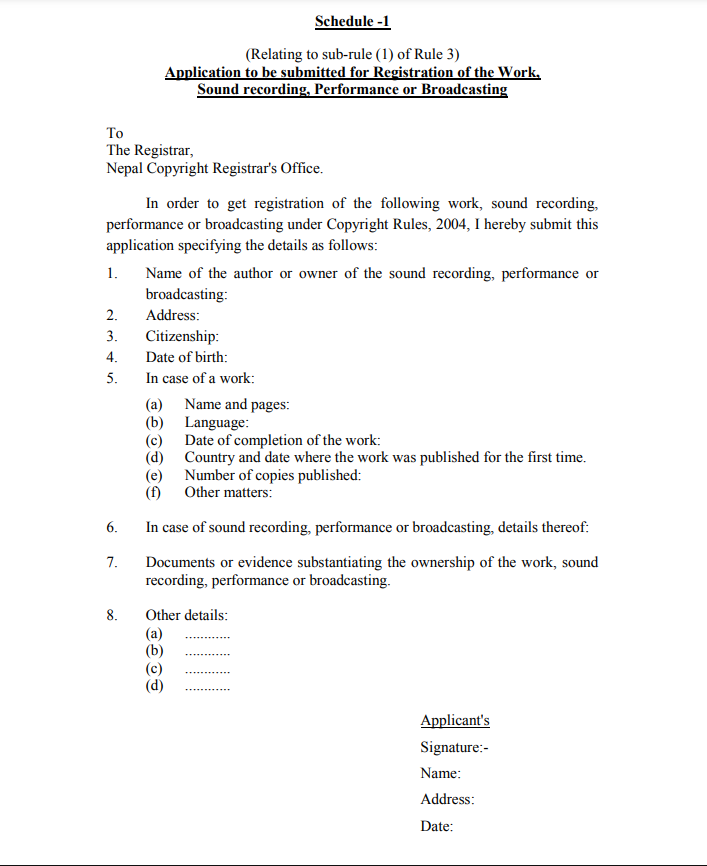 Schedule -1
(Relating to sub-rule (1) of Rule 3)
Application to be submitted for Registration of the Work,
Sound recording, Performance or Broadcasting
To
The Registrar,
Nepal Copyright Registrar's Office.
In order to get registration of the following work, sound recording,
performance or broadcasting under Copyright Rules, 2004, I hereby submit this
application specifying the details as follows:
1. Name of the author or owner of the sound recording, performance or
broadcasting:
2. Address:
3. Citizenship:
4. Date of birth:
5. In case of a work:
(a) Name and pages:
(b) Language:
(c) Date of completion of the work:
(d) Country and date where the work was published for the first time.
(e) Number of copies published:
(f) Other matters:
6. In case of sound recording, performance or broadcasting, details thereof:
7. Documents or evidence substantiating the ownership of the work, sound
recording, performance or broadcasting.
8. Other details:
(a) ............
(b) ............
(c) ............
(d) ............
Applicant's
Signature:-
Name:
Address:
Date: